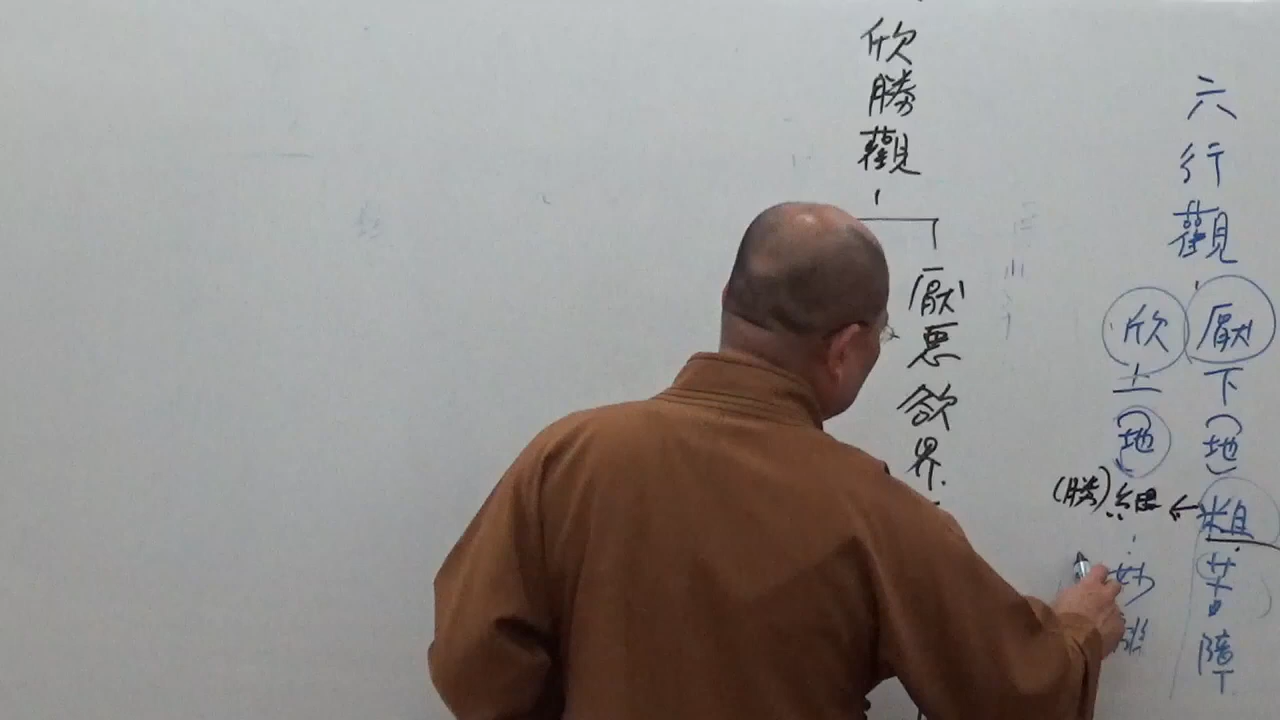 六行觀
厭下(地)粗苦障
欣上(地)細妙離
(勝)
欣勝觀
厭惡欲界